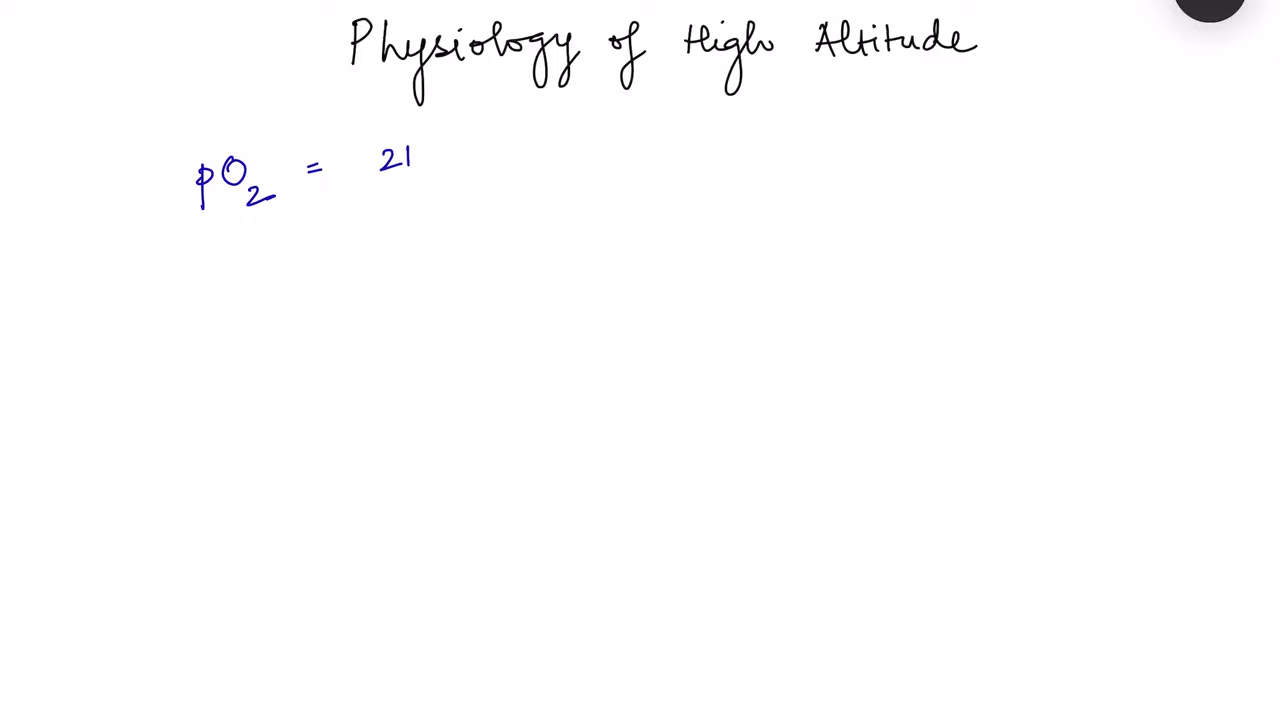 Physiology of High Altitude
pO₂ = 21